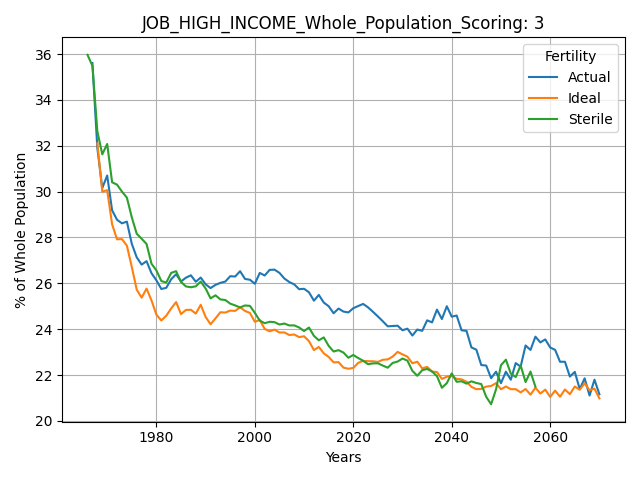 JOB_HIGH_INCOME_Whole_Population_Scoring: 3
Fertility
Actual
Ideal
Sterile
% of Whole Population
36
34
32
30
28
26
24
22
20
1980
2000
2020
2040
2060
Years